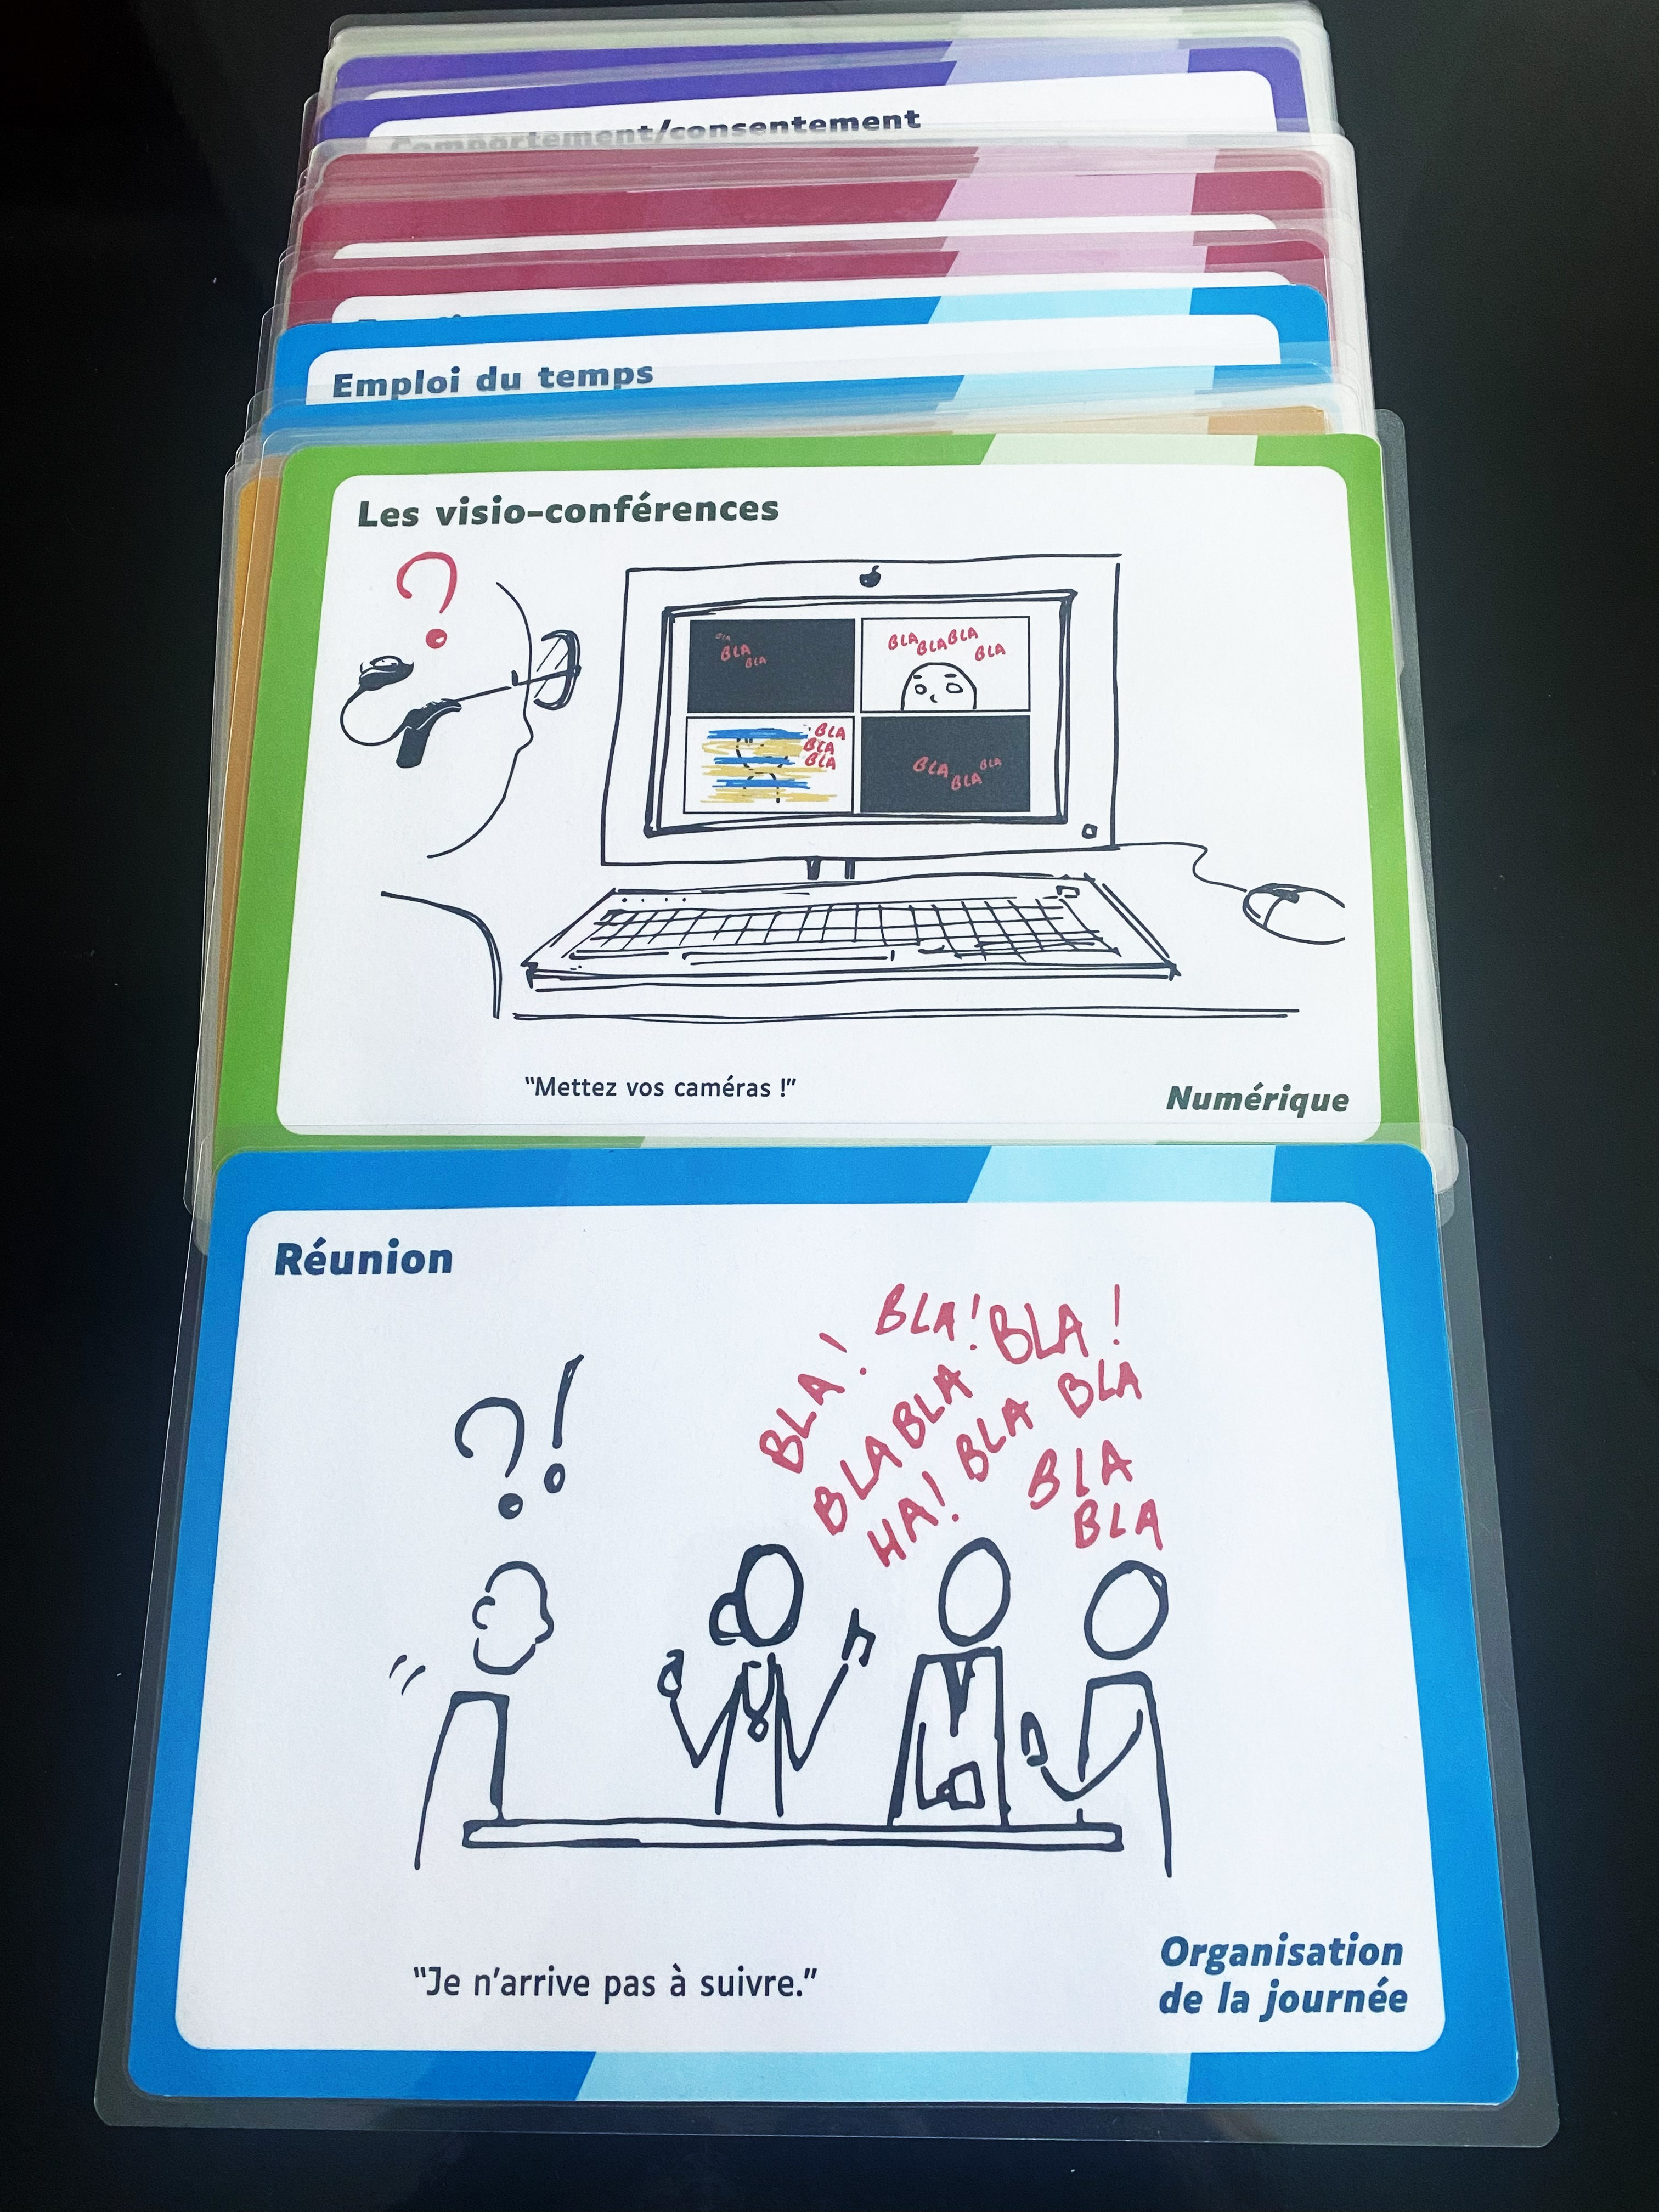 Comportement/consentement
Emploi du temps
Les visio-conférences
?
BLA
BLA
BLA
BLA
BLA
BLA
BLA
BLA
BLA
BLA
BLA
BLA
BLA
"Mettez vos caméras !"
Numérique
Réunion
?!
BLA!
BLA!
BLA !
BLABLA
BLA
BLA
HA!
BLA
BLA
"Je n'arrive pas à suivre."
Organisation
de la journée